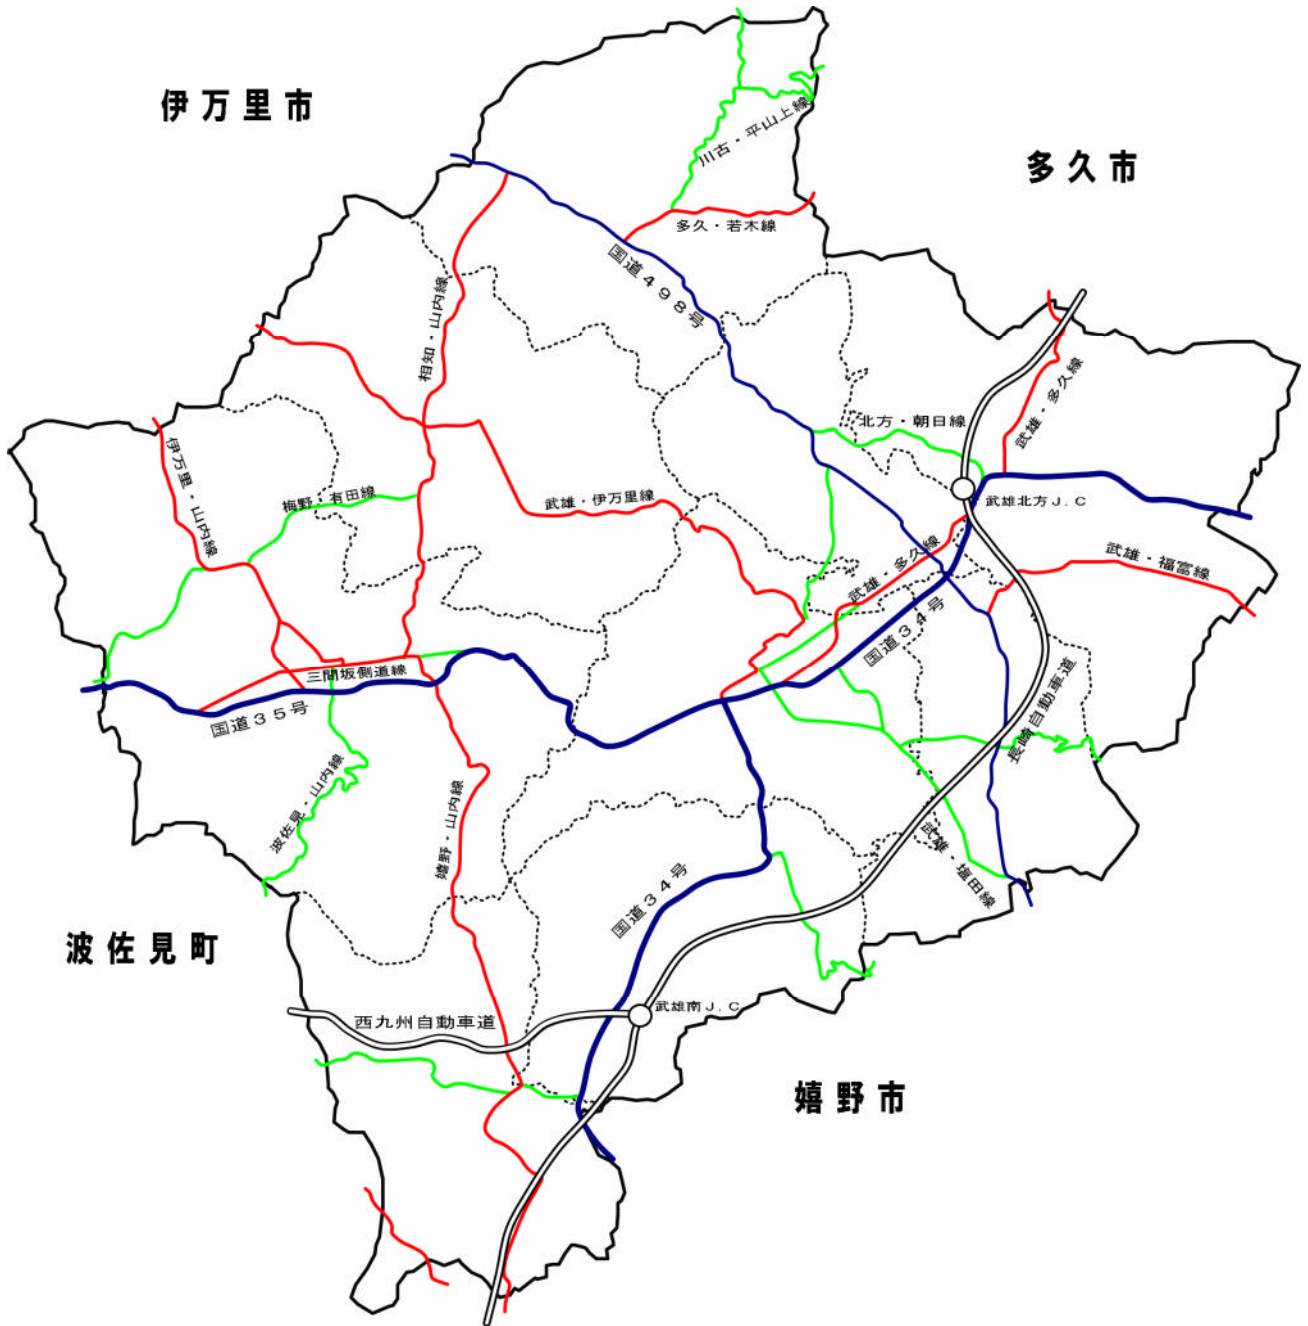 伊万里市
川古・平山上線
多久市
多久・若木線
国道498号
相知・山内線
武雄・多久線
北方・朝日線
伊万里・山内線
梅野・有田線
武雄・伊万里線
武雄北方J.C
武雄・多久線
武雄・福富線
国道34号
三間坂側道線
国道35号
長崎自動車道
波佐見・山内線
嬉野・山内線
武雄・塩田線
国道34号
波佐見町
武雄南J.C
西九州自動車道
嬉野市